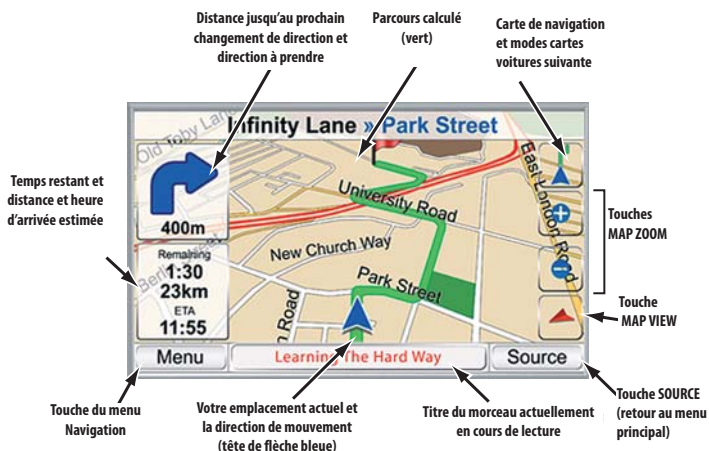 Distance jusqu'au prochain
changement de direction et
direction à prendre
Parcours calculé
(vert)
Carte de navigation
et modes cartes
voitures suivante
Infinity Lane » Park Street
Old Toby Lane
400m
University Road
East London Road
Temps restant et
distance et heure
d'arrivée estimée
Touches
MAP ZOOM
Remaining
1:30
23km
ETA
11:55
New Church Way
Park Street
Road
Touche
MAP VIEW
Menu
Learning The Hard Way
Source
Touche du menu
Navigation
Votre emplacement actuel et
la direction de mouvement
(tête de flèche bleue)
Titre du morceau actuellement
en cours de lecture
Touche SOURCE
(retour au menu
principal)